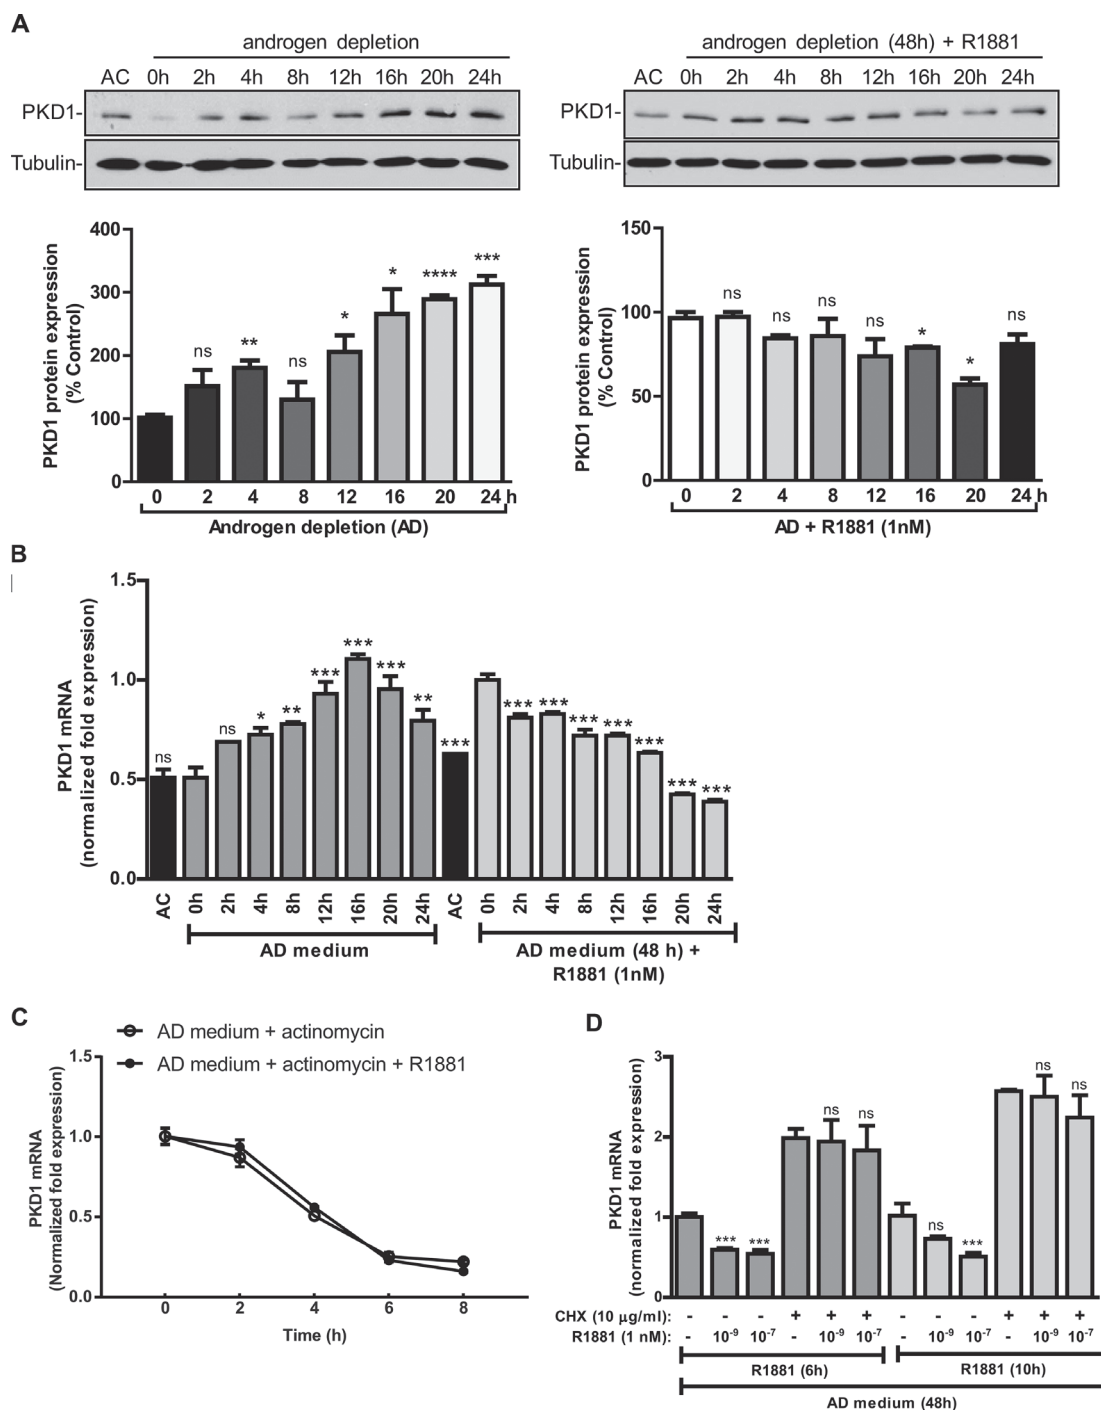 A
androgen depletion
AC 0h 2h 4h 8h 12h 16h 20h 24h
PKD1-
Tubulin-
androgen depletion (48h) + R1881
AC 0h 2h 4h 8h 12h 16h 20h 24h
PKD1-
Tubulin-
PKD1 protein expression
(% Control)
400
300
200
100
0
ns ** ns * * **** ***
0 2 4 8 12 16 20 24 h
Androgen depletion (AD)
PKD1 protein expression
(% Control)
150
100
50
0
ns ns ns ns * * ns
0 2 4 8 12 16 20 24 h
AD + R1881 (1nM)
B
PKD1 mRNA
(normalized fold expression)
1.5
1.0
0.5
0.0
ns ns * ** *** *** *** ** *** *** *** *** *** *** *** ***
AC 0h 2h 4h 8h 12h 16h 20h 24h AC 0h 2h 4h 8h 12h 16h 20h 24h
AD medium
AD medium (48 h) +
R1881 (1nM)
C
AD medium + actinomycin
AD medium + actinomycin + R1881
PKD1 mRNA
(Normalized fold expression)
1.5
1.0
0.5
0.0
0 2 4 6 8
Time (h)
D
PKD1 mRNA
(normalized fold expression)
3
2
1
0
*** *** ns ns ns *** ns ns
CHX (10 µg/ml): - - - + + + - - - + + +
R1881 (1 nM): - 10⁻⁹ 10⁻⁷ - 10⁻⁹ 10⁻⁷ - 10⁻⁹ 10⁻⁷ - 10⁻⁹ 10⁻⁷
R1881 (6h)
R1881 (10h)
AD medium (48h)